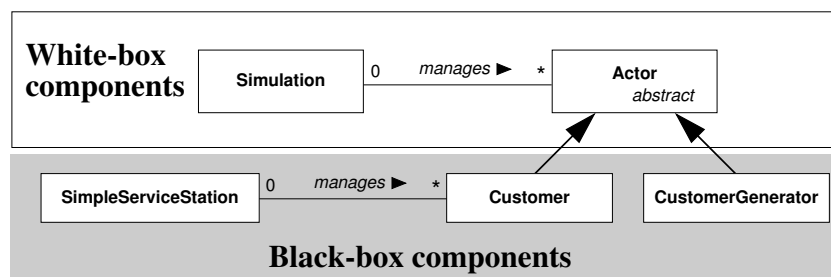 White-box
components
Simulation
0 manages ► *
Actor
abstract
SimpleServiceStation
0 manages ► *
Customer
CustomerGenerator
Black-box components